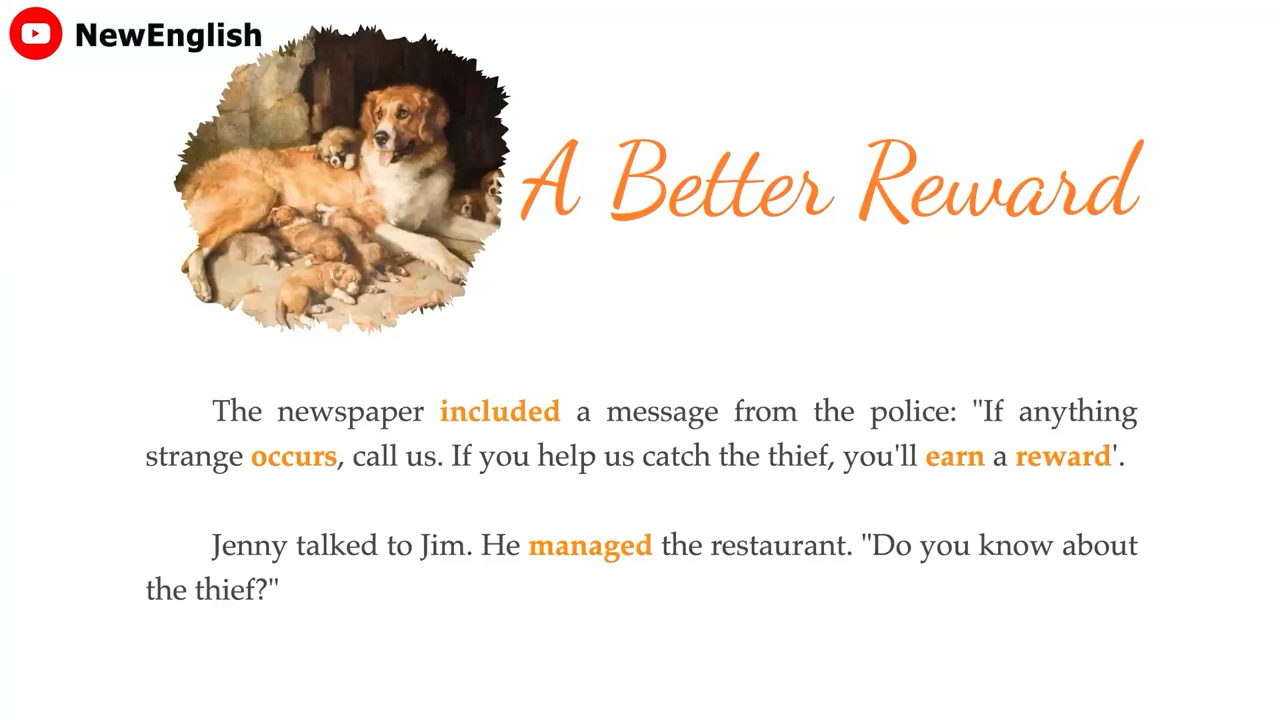 NewEnglish
A Better Reward
The newspaper included a message from the police: "If anything
strange occurs, call us. If you help us catch the thief, you'll earn a reward'.
Jenny talked to Jim. He managed the restaurant. "Do you know about
the thief?"